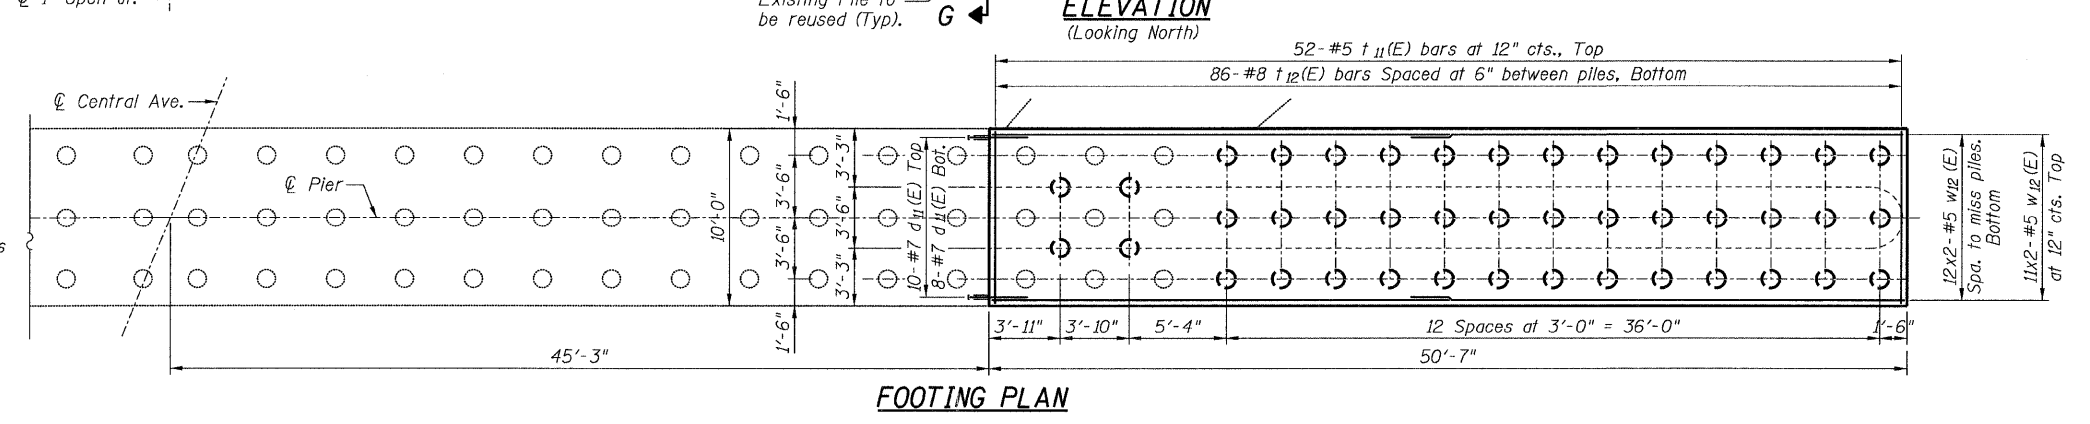 ℄ 1" Open Jt.
Existing Pile to
be reused (Typ).
G
ELEVATION
(Looking North)
52-#5 t11(E) bars at 12" cts., Top
86-#8 t12(E) bars Spaced at 6" between piles, Bottom
℄ Central Ave.
℄ Pier
10'-0"
1'-6"
3'-6"
3'-6"
1'-6"
3'-3"
3'-6"
3'-3"
10-#7 d11(E) Top
8-#7 d11(E) Bot.
12x2-#5 w12(E)
Spa. to miss piles.
Bottom
11x2-#5 w12(E)
at 12" cts. Top
3'-11"
3'-10"
5'-4"
12 Spaces at 3'-0" = 36'-0"
1'-6"
45'-3"
50'-7"
FOOTING PLAN